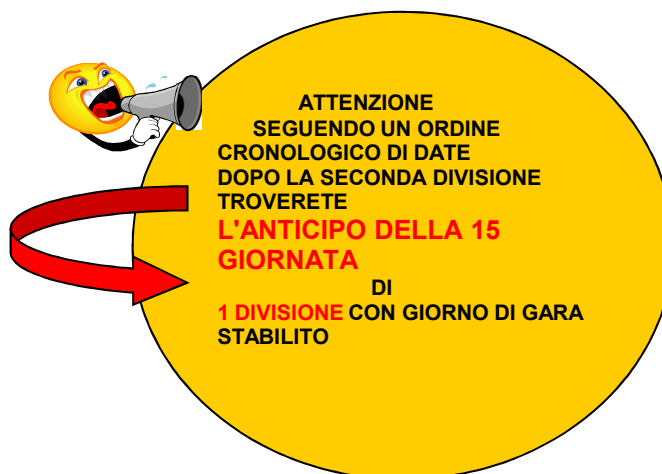 ATTENZIONE
SEGUENDO UN ORDINE
CRONOLOGICO DI DATE
DOPO LA SECONDA DIVISIONE
TROVERETE
L'ANTICIPO DELLA 15
GIORNATA
DI
1 DIVISIONE CON GIORNO DI GARA
STABILITO